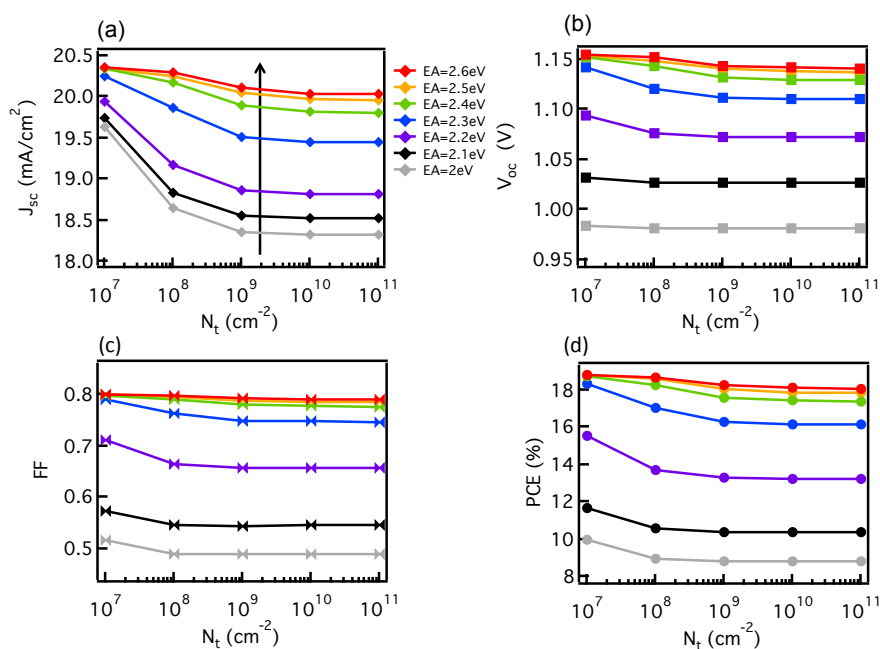 (a)
20.5
20.0
19.5
19.0
18.5
18.0
J_sc (mA/cm^2)
10^7 10^8 10^9 10^10 10^11
N_t (cm^-2)
EA=2.6eV
EA=2.5eV
EA=2.4eV
EA=2.3eV
EA=2.2eV
EA=2.1eV
EA=2eV
(b)
1.15
1.10
1.05
1.00
0.95
V_oc (V)
10^7 10^8 10^9 10^10 10^11
N_t (cm^-2)
(c)
0.8
0.7
0.6
0.5
FF
10^7 10^8 10^9 10^10 10^11
N_t (cm^-2)
(d)
18
16
14
12
10
8
PCE (%)
10^7 10^8 10^9 10^10 10^11
N_t (cm^-2)